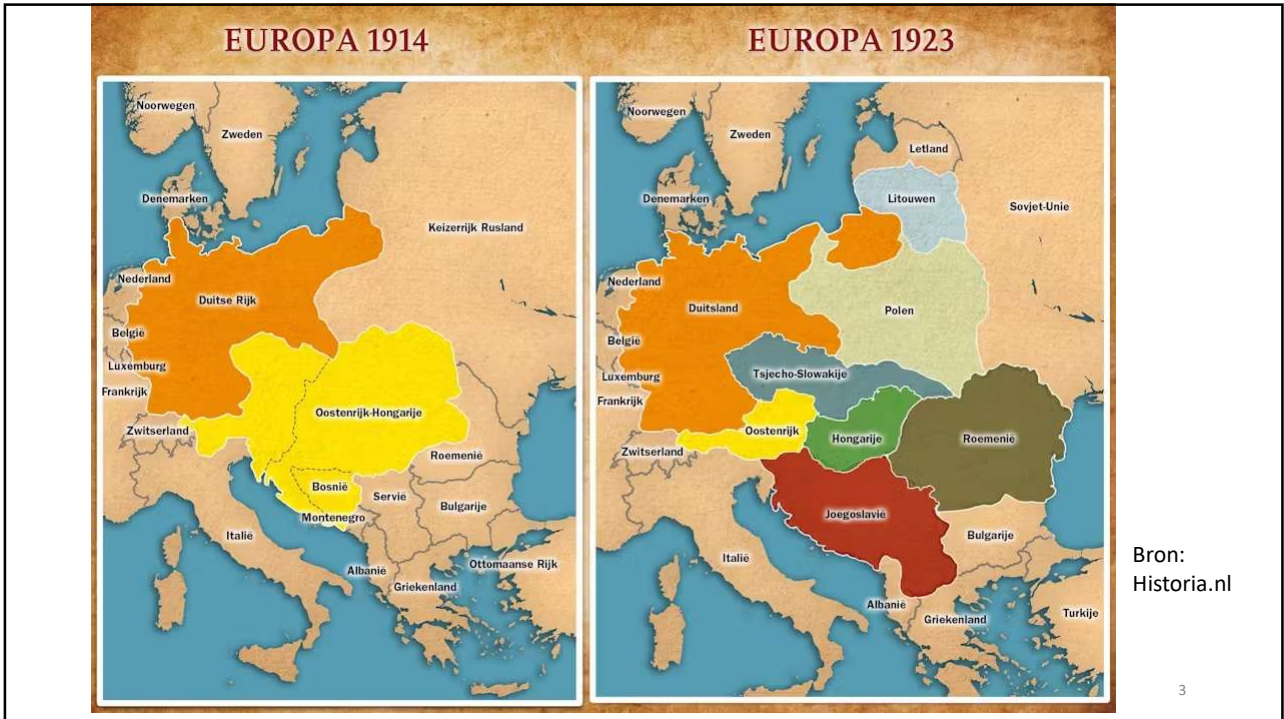 EUROPA 1914
Noorwegen
Zweden
Denemarken
Keizerrijk Rusland
Nederland
Duitse Rijk
België
Luxemburg
Frankrijk
Oostenrijk-Hongarije
Zwitserland
Roemenië
Bosnië
Servië
Montenegro
Bulgarije
Italië
Ottomaanse Rijk
Albanië
Griekenland
EUROPA 1923
Noorwegen
Zweden
Letland
Denemarken
Litouwen
Sovjet-Unie
Nederland
Duitsland
Polen
België
Luxemburg
Tsjecho-Slowakije
Frankrijk
Oostenrijk
Hongarije
Roemenië
Zwitserland
Joegoslavië
Bulgarije
Italië
Albanië
Griekenland
Turkije
Bron:
Historia.nl
3